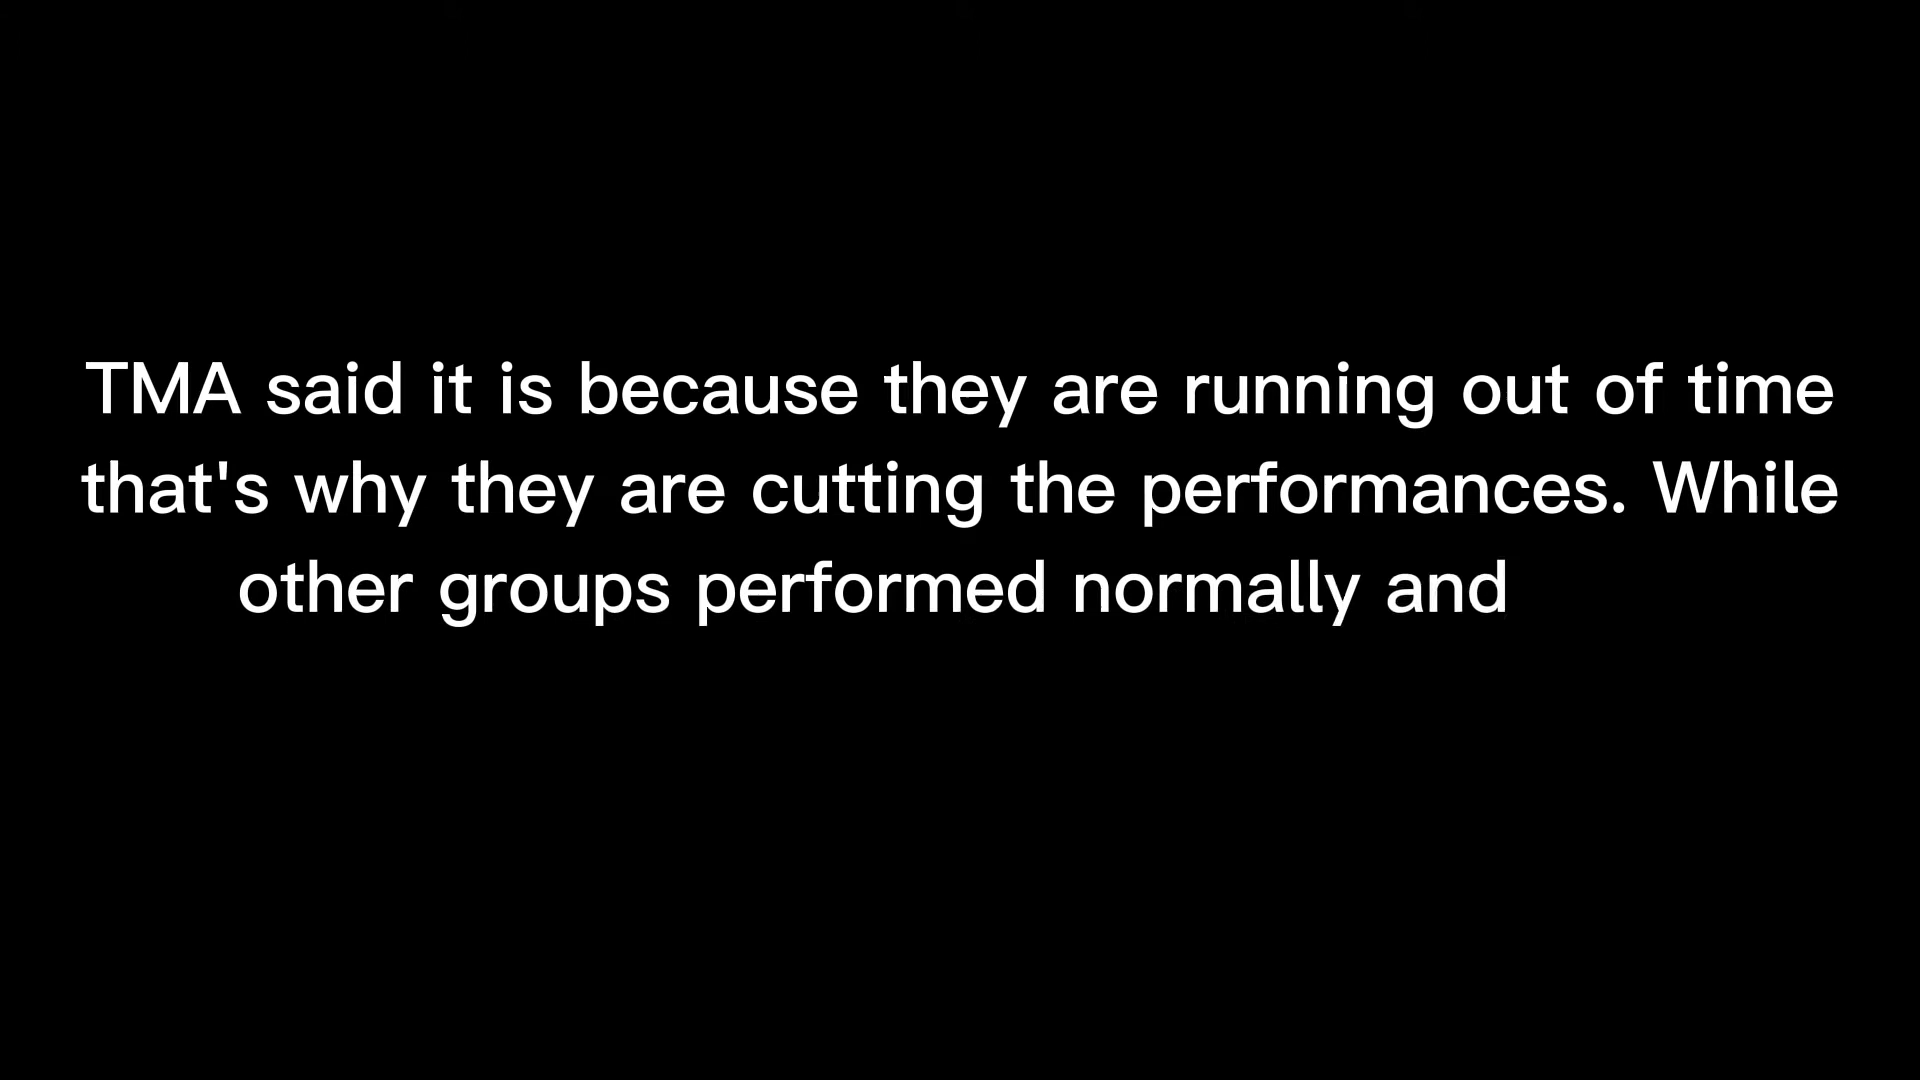 TMA said it is because they are running out of time
that's why they are cutting the performances. While
other groups performed normally and